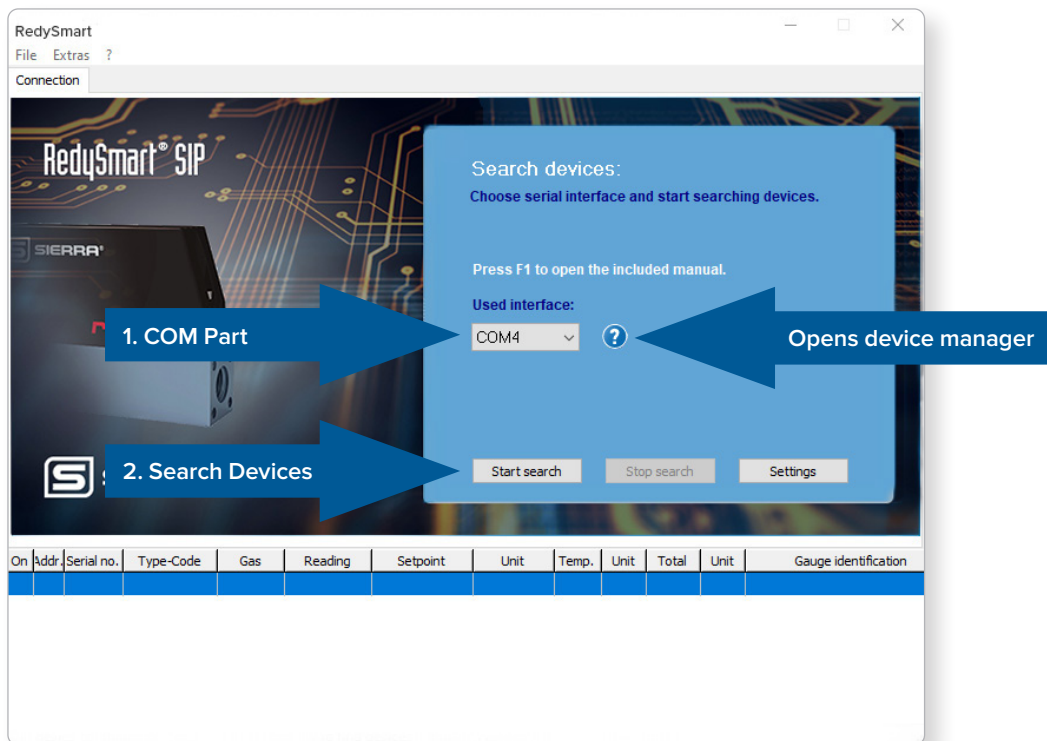 RedySmart
File Extras ?
Connection
RedySmart® SIP
SIERRA®
Search devices:
Choose serial interface and start searching devices.
Press F1 to open the included manual.
Used interface:
1. COM Part
COM4
?
Opens device manager
2. Search Devices
Start search
Stop search
Settings
On Addr. Serial no. Type-Code Gas Reading Setpoint Unit Temp. Unit Total Unit Gauge identification